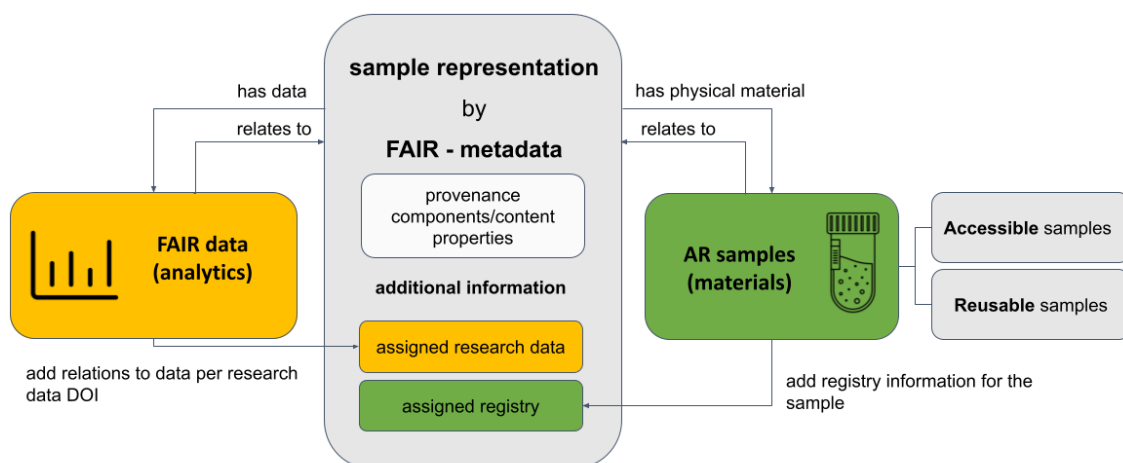 sample representation
by
FAIR - metadata
provenance
components/content
properties
additional information
assigned research data
assigned registry
has data
relates to
FAIR data
(analytics)
add relations to data per research
data DOI
has physical material
relates to
AR samples
(materials)
Accessible samples
Reusable samples
add registry information for the
sample